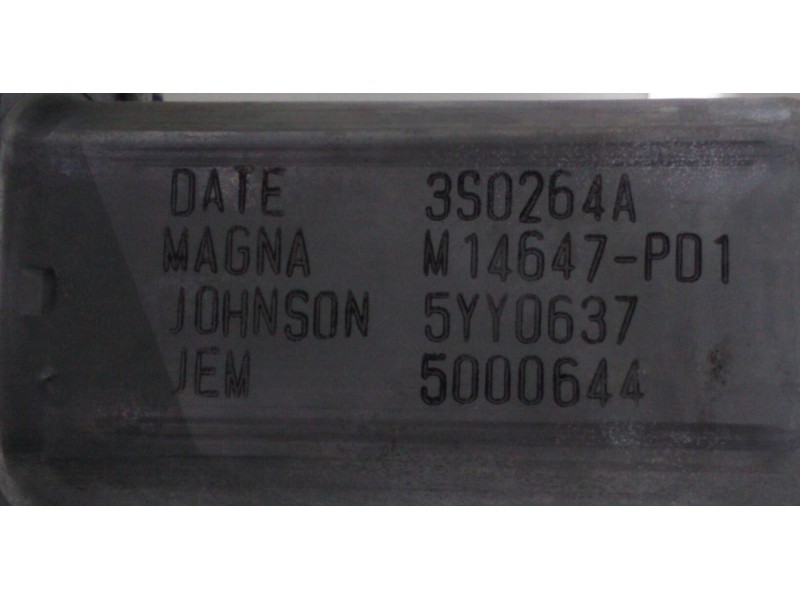 DATE 3S0264A
MAGNA M14647-PD1
JOHNSON 5YY0637
JEM 5000644